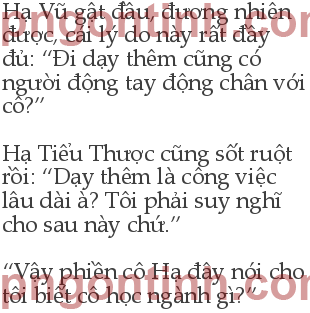 Hạ Vũ gật đầu, đương nhiên
được, cái lý do này rất đầy
đủ: “Đi dạy thêm cũng có
người động tay động chân với
cô?”
Hạ Tiểu Thược cũng sốt ruột
rồi: “Dạy thêm là công việc
lâu dài à? Tôi phải suy nghĩ
cho sau này chứ.”
“Vậy phiền cô Hạ đây nói cho
tôi biết cô học ngành gì?”